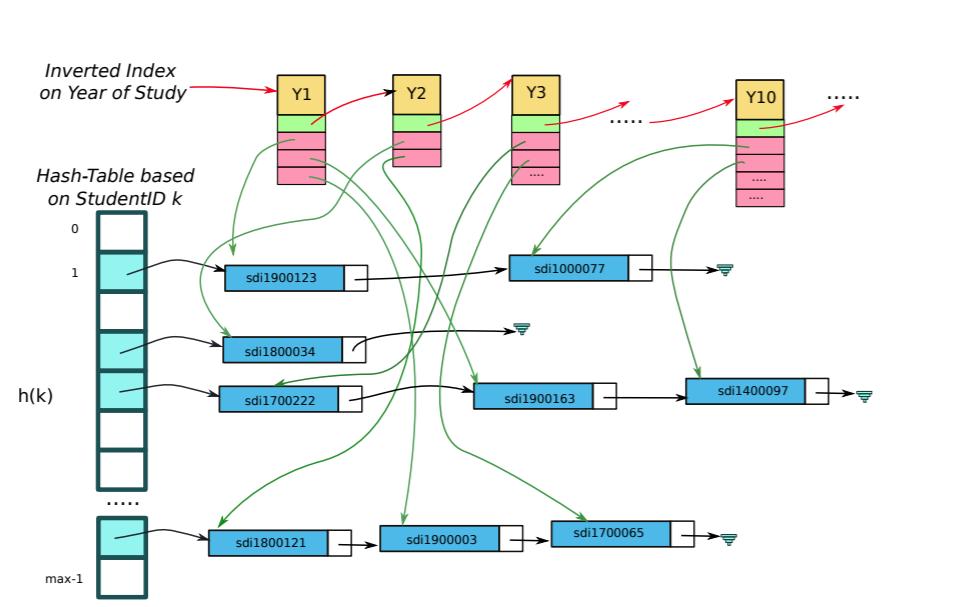 Inverted Index
on Year of Study
Y1
Y2
Y3
Y10
.....
.....
....
....
....
Hash-Table based
on StudentID k
0
1
sdi1900123
sdi1000077
sdi1800034
h(k)
sdi1700222
sdi1900163
sdi1400097
.....
sdi1800121
sdi1900003
sdi1700065
max-1